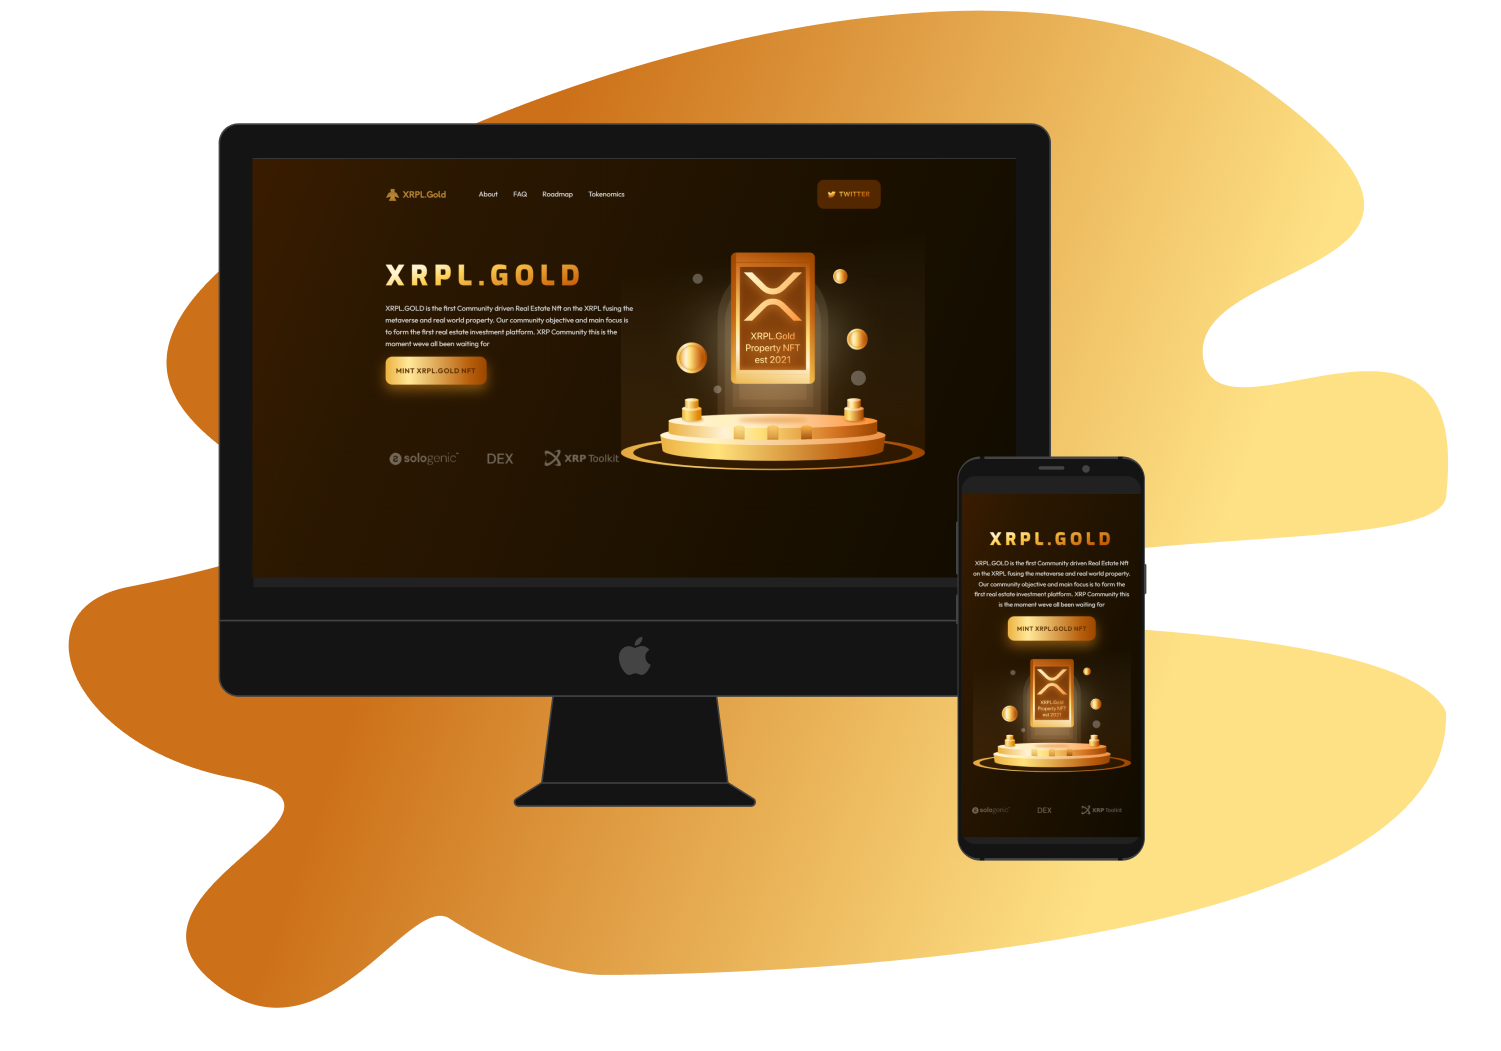 XRPL.Gold
About
FAQ
Roadmap
Tokenomics
TWITTER
XRPL.GOLD
XRPL.GOLD is the first Community driven Real Estate Nft on the XRPL fusing the
metaverse and real world property. Our community objective and main focus is
to form the first real estate investment platform. XRP Community this is the
moment weve all been waiting for
MINT XRPL.GOLD NFT
XRPL.Gold
Property NFT
est 2021
sologenic
DEX
XRP Toolkit
XRPL.GOLD
XRPL.GOLD is the first Community driven Real Estate Nft
on the XRPL fusing the metaverse and real world property.
Our community objective and main focus is to form the
first real estate investment platform. XRP Community this
is the moment weve all been waiting for
MINT XRPL.GOLD NFT
XRPL.Gold
Property NFT
est 2021
sologenic
DEX
XRP Toolkit